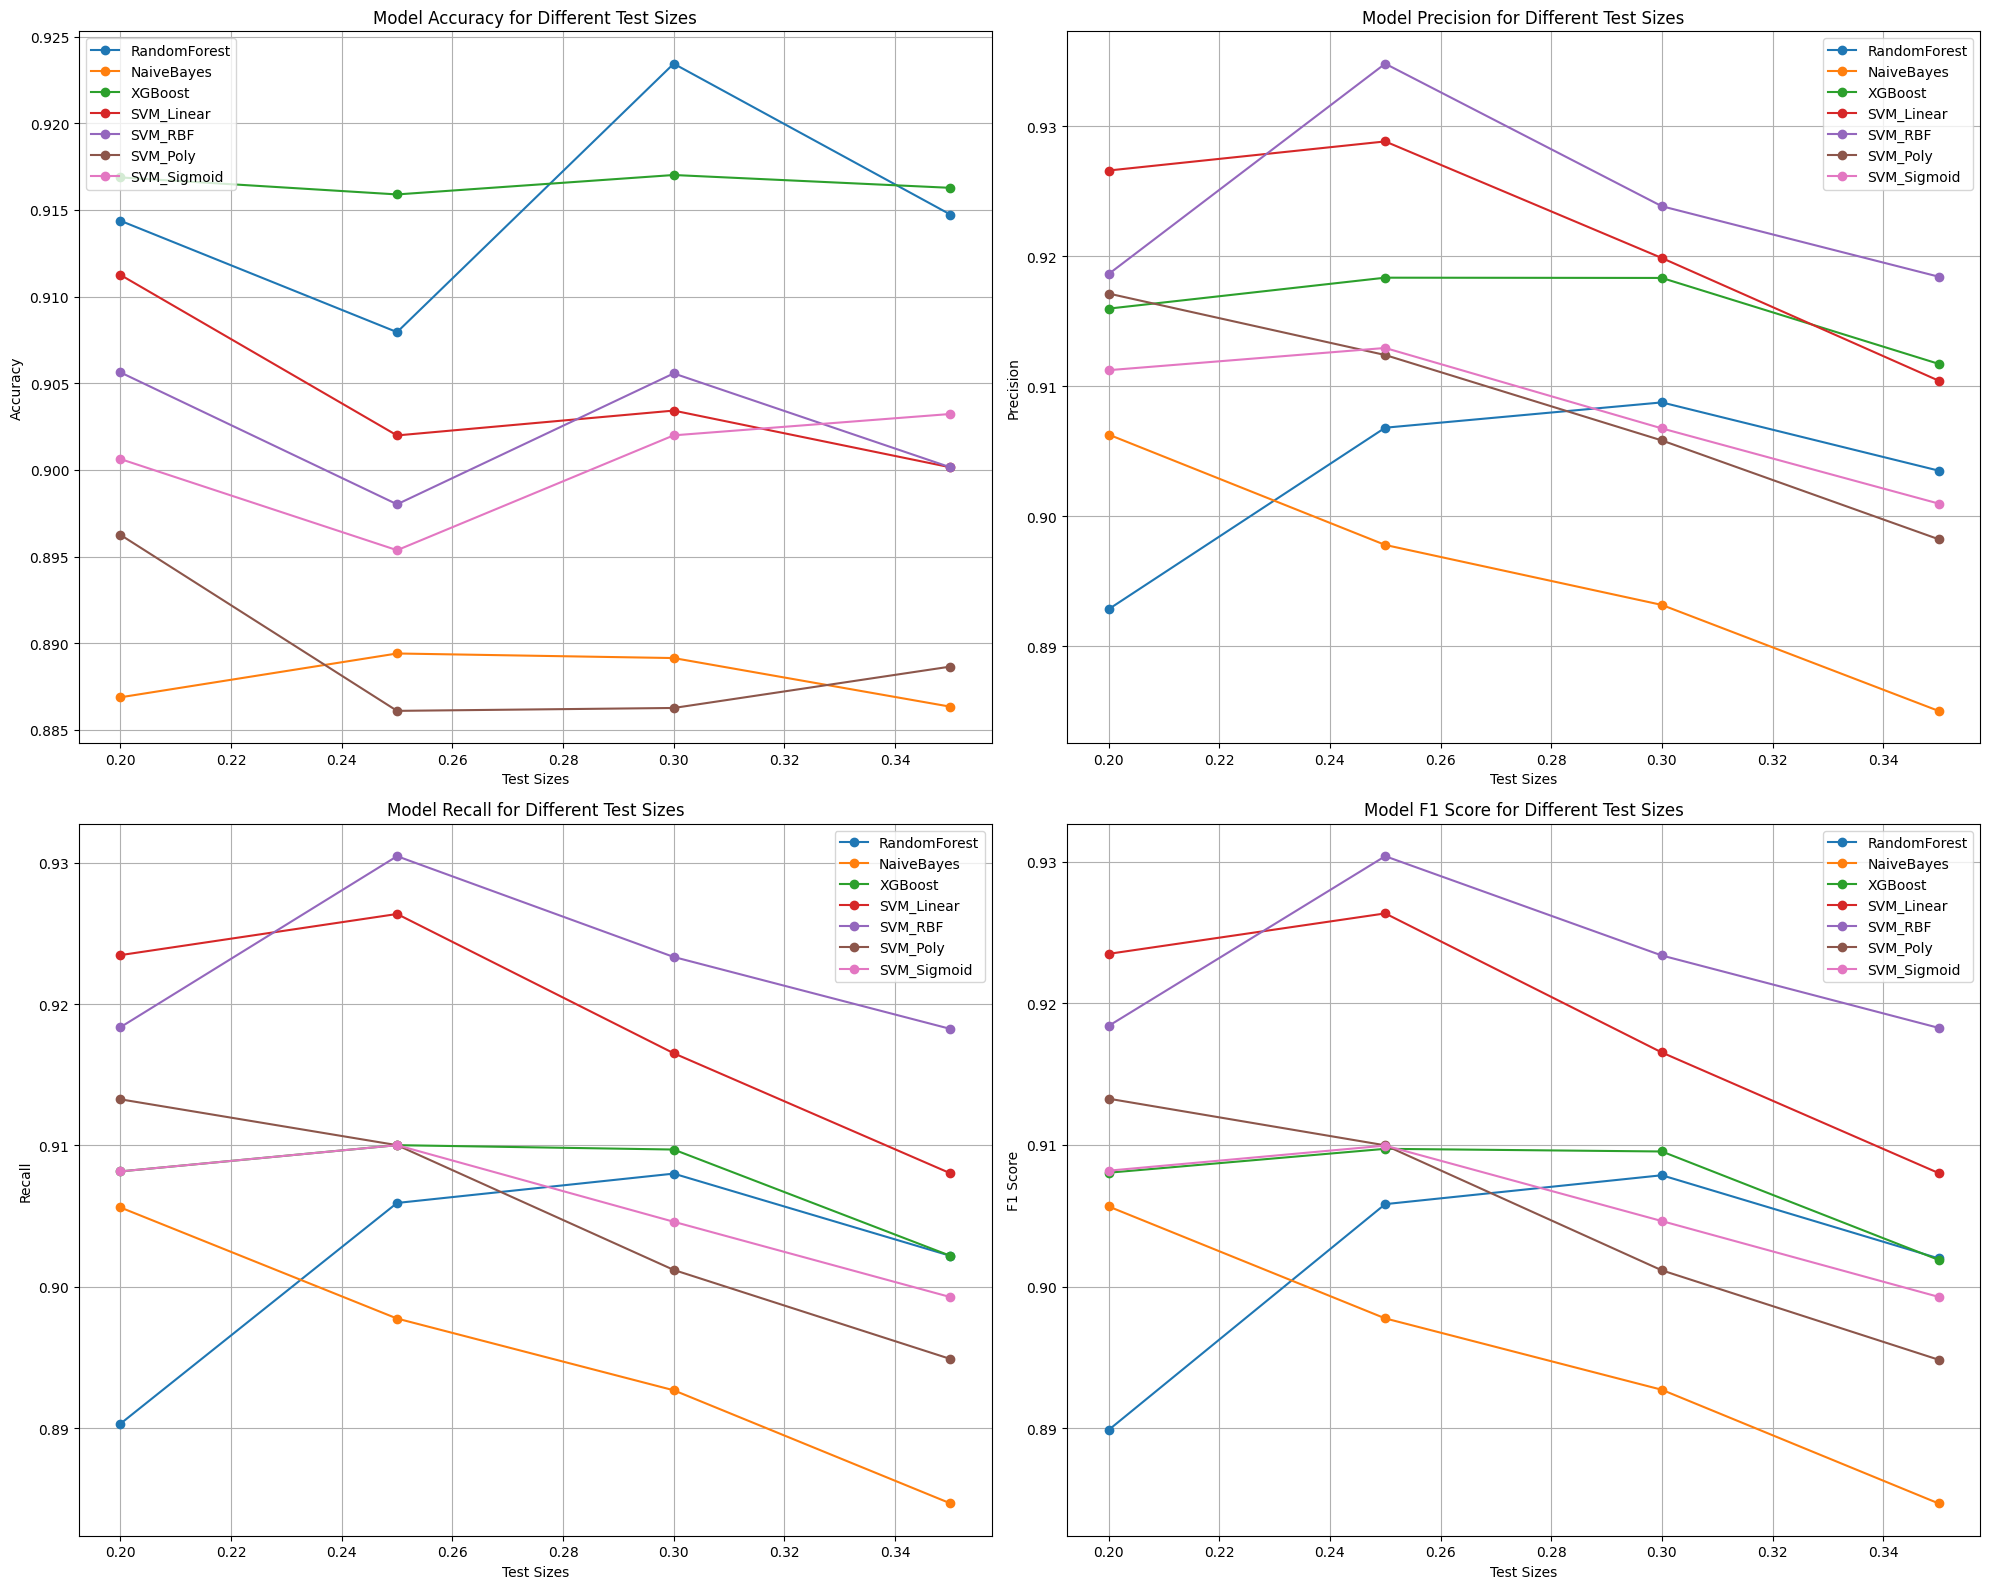 Model Accuracy for Different Test Sizes
0.925
0.920
0.915
0.910
0.905
0.900
0.895
0.890
0.885
Accuracy
RandomForest
NaiveBayes
XGBoost
SVM_Linear
SVM_RBF
SVM_Poly
SVM_Sigmoid
0.20 0.22 0.24 0.26 0.28 0.30 0.32 0.34
Test Sizes
Model Precision for Different Test Sizes
0.93
0.92
0.91
0.90
0.89
Precision
RandomForest
NaiveBayes
XGBoost
SVM_Linear
SVM_RBF
SVM_Poly
SVM_Sigmoid
0.20 0.22 0.24 0.26 0.28 0.30 0.32 0.34
Test Sizes
Model Recall for Different Test Sizes
0.93
0.92
0.91
0.90
0.89
Recall
RandomForest
NaiveBayes
XGBoost
SVM_Linear
SVM_RBF
SVM_Poly
SVM_Sigmoid
0.20 0.22 0.24 0.26 0.28 0.30 0.32 0.34
Test Sizes
Model F1 Score for Different Test Sizes
0.93
0.92
0.91
0.90
0.89
F1 Score
RandomForest
NaiveBayes
XGBoost
SVM_Linear
SVM_RBF
SVM_Poly
SVM_Sigmoid
0.20 0.22 0.24 0.26 0.28 0.30 0.32 0.34
Test Sizes